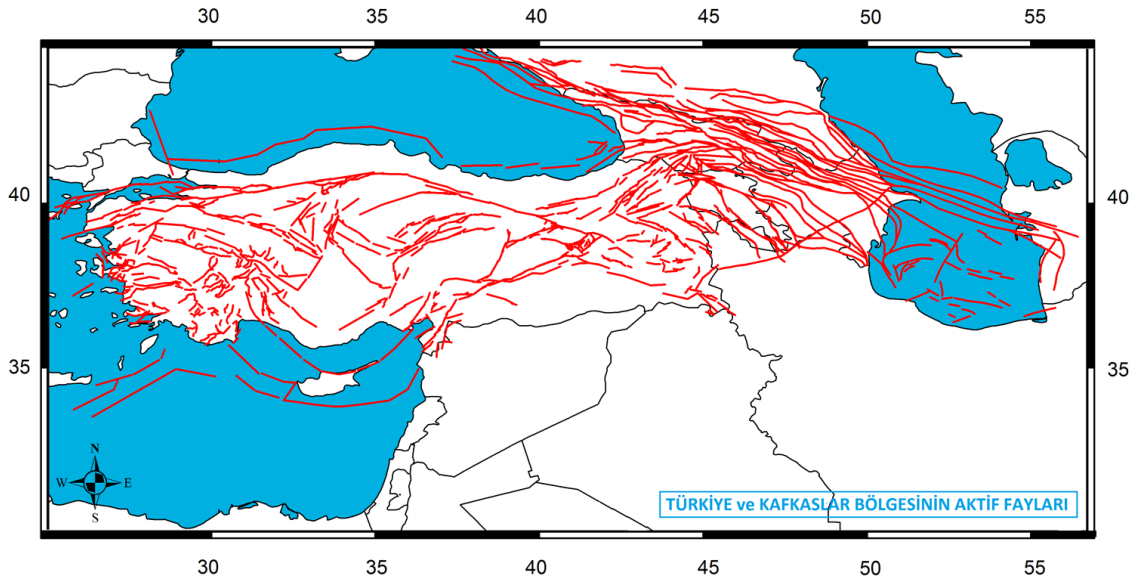 30 35 40 45 50 55
40 40
35 35
N
W E
S
TÜRKİYE ve KAFKASLAR BÖLGESİNİN AKTİF FAYLARI
30 35 40 45 50 55